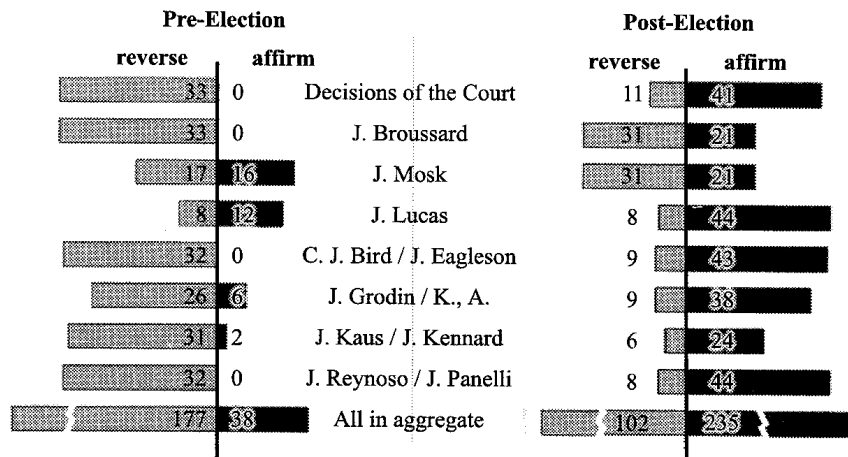 Pre-Election Post-Election
reverse affirm reverse affirm
33 0 Decisions of the Court 11 41
33 0 J. Broussard 31 21
17 16 J. Mosk 31 21
8 12 J. Lucas 8 44
32 0 C. J. Bird / J. Eagleson 9 43
26 6 J. Grodin / K., A. 9 38
31 2 J. Kaus / J. Kennard 6 24
32 0 J. Reynoso / J. Panelli 8 44
177 38 All in aggregate 102 235